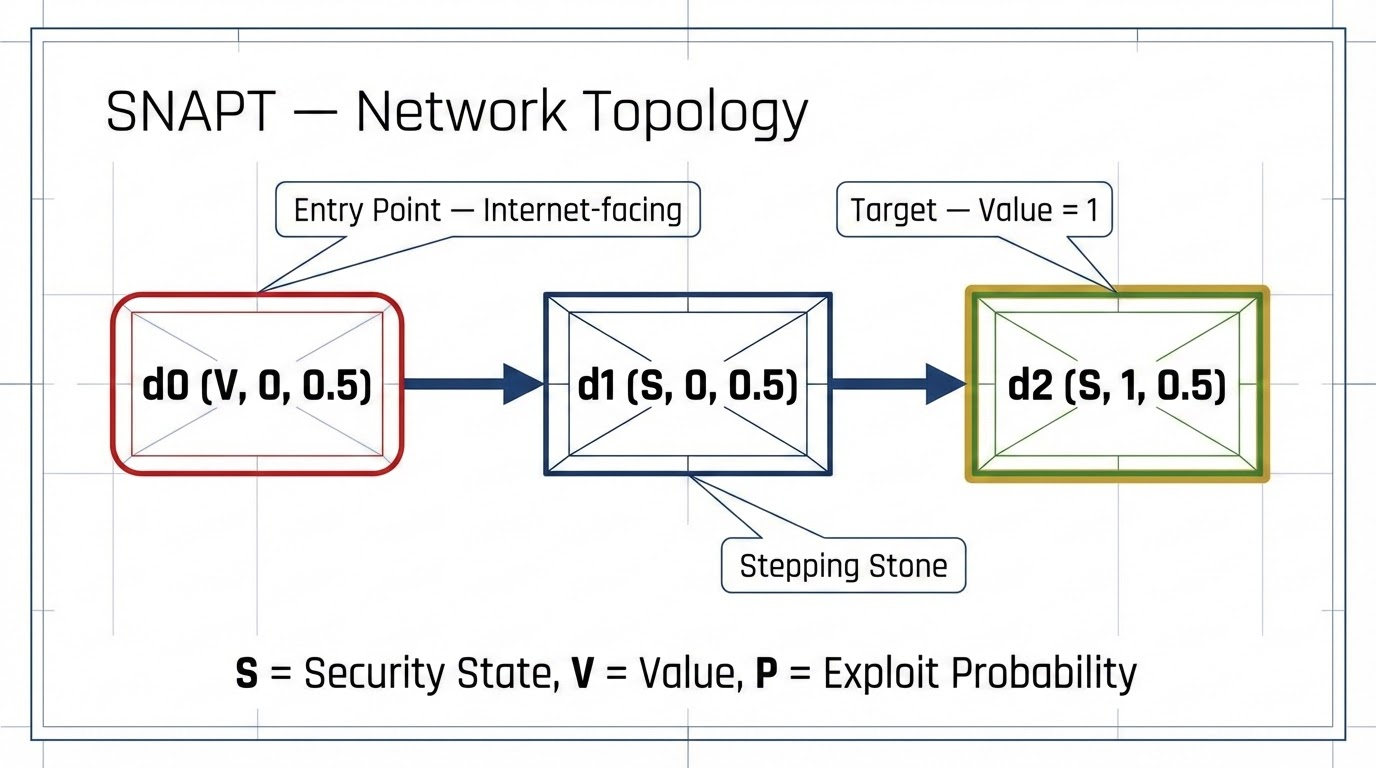 SNAPT — Network Topology
Entry Point — Internet-facing
Target — Value = 1
d0 (V, 0, 0.5)
d1 (S, 0, 0.5)
d2 (S, 1, 0.5)
Stepping Stone
S = Security State, V = Value, P = Exploit Probability